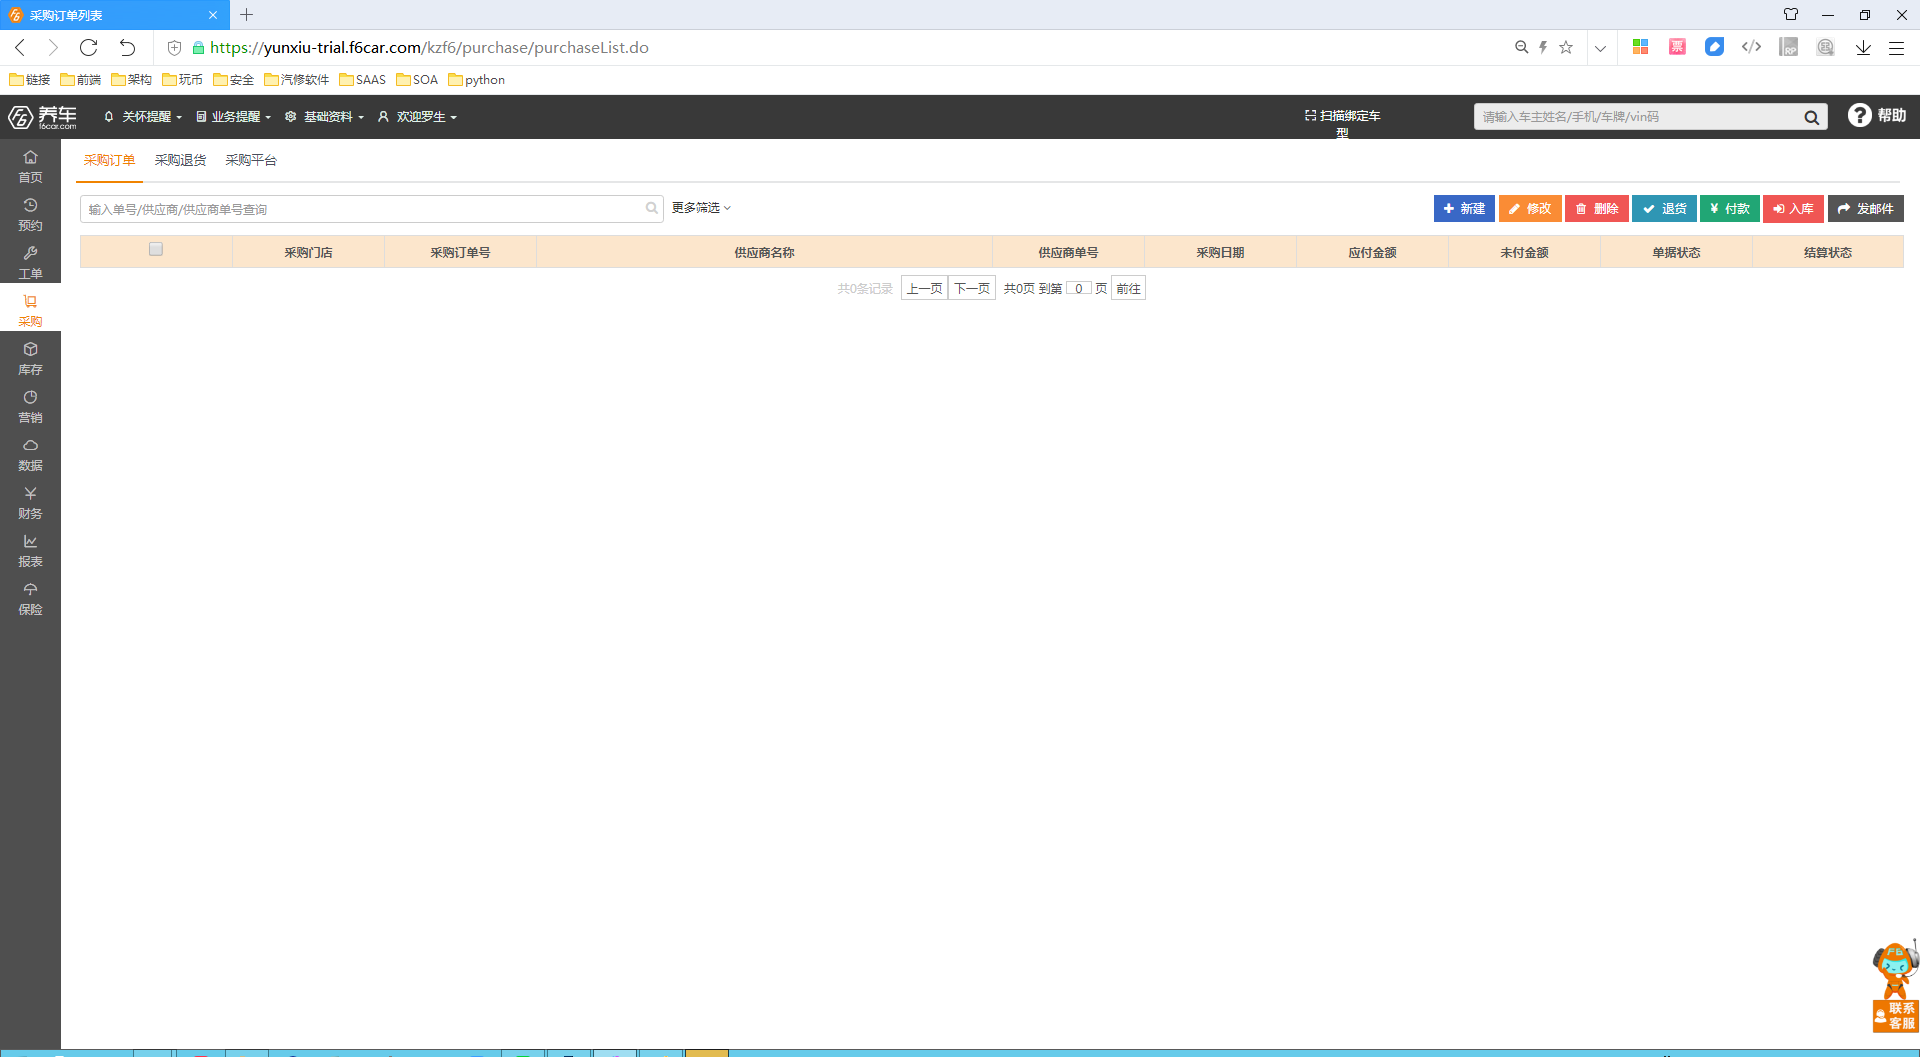 采购订单列表
https://yunxiu-trial.f6car.com/kzf6/purchase/purchaseList.do
票
RP
链接 前端 架构 玩币 安全 汽修软件 SAAS SOA python
F6 养车 f6car.com 关怀提醒 业务提醒 基础资料 欢迎罗生 扫描绑定车型 请输入车主姓名/手机/车牌/vin码 帮助
首页
预约
工单
采购
库存
营销
数据
财务
报表
保险
采购订单 采购退货 采购平台
输入单号/供应商/供应商单号查询 更多筛选 新建 修改 删除 退货 ¥ 付款 入库 发邮件
采购门店 采购订单号 供应商名称 供应商单号 采购日期 应付金额 未付金额 单据状态 结算状态
共0条记录 上一页 下一页 共0页 到第 0 页 前往
F6
联系
客服